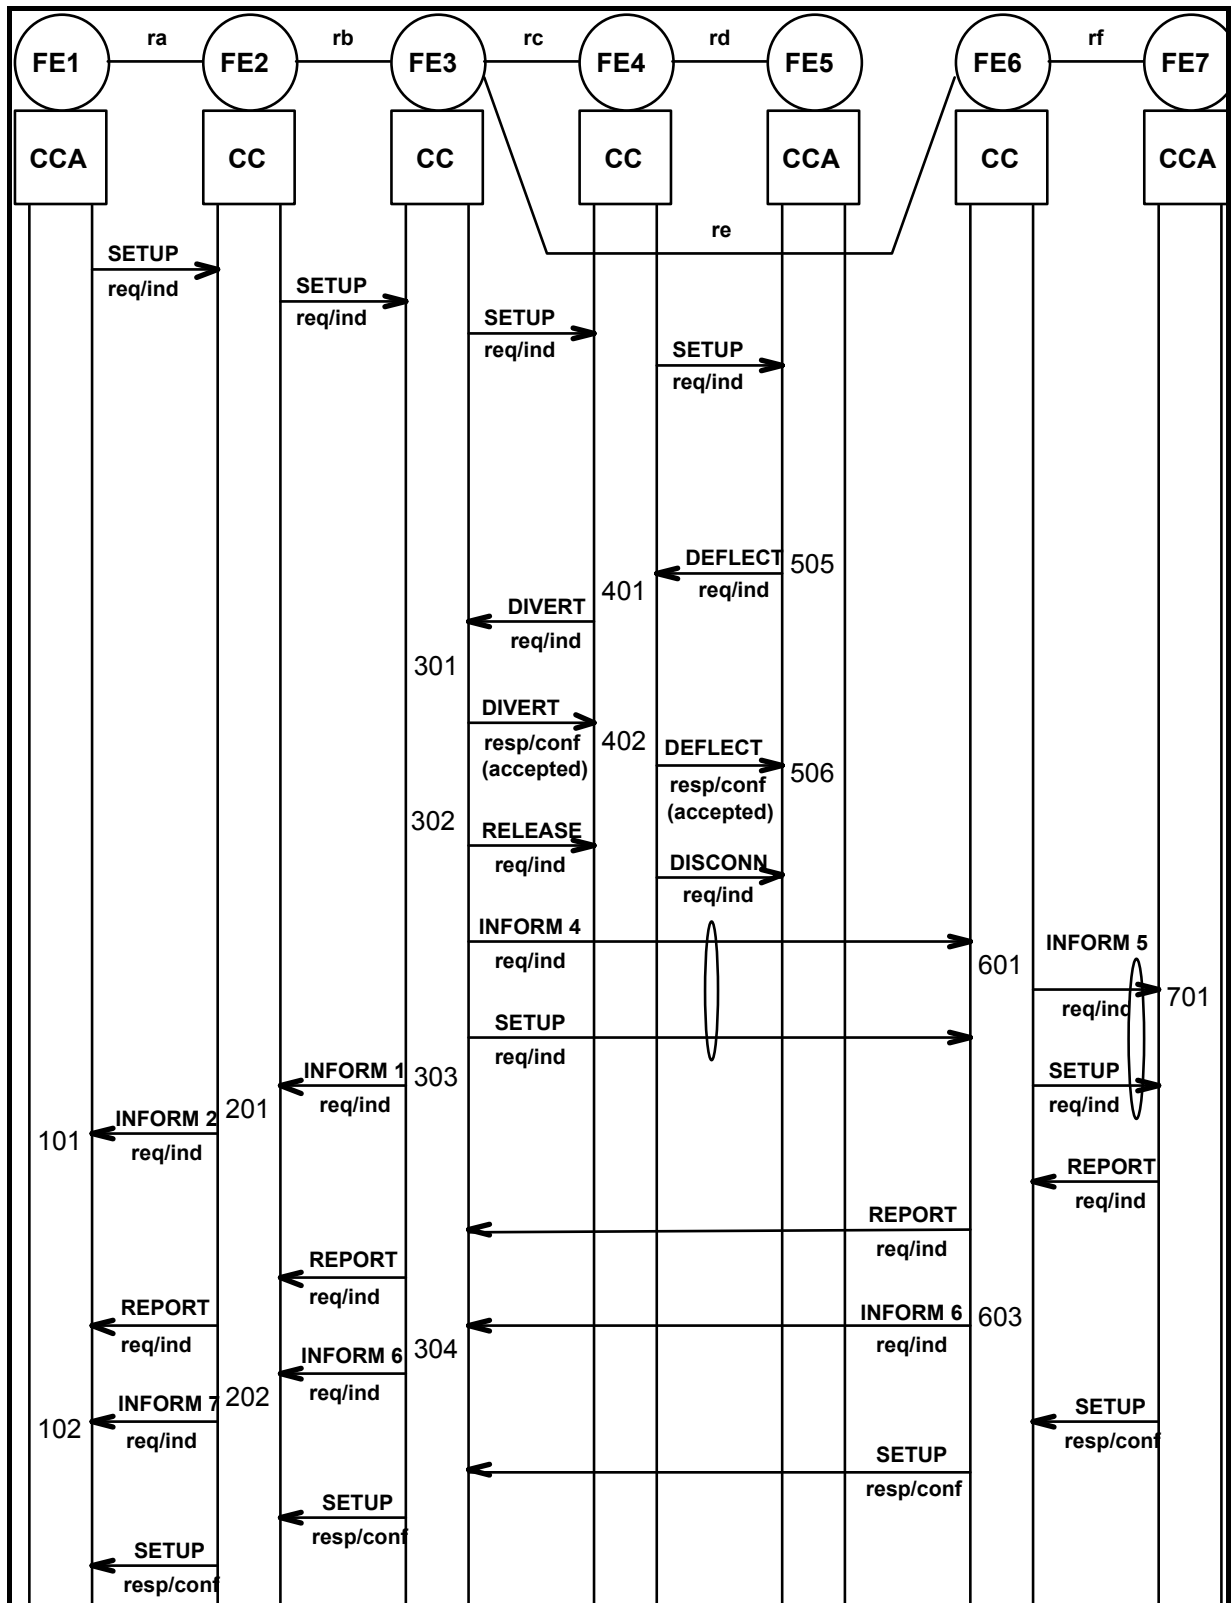 ra rb rc rd rf
FE1 FE2 FE3 FE4 FE5 FE6 FE7
CCA CC CC CC CCA CC CCA
re
SETUP
req/ind
SETUP
req/ind
SETUP
req/ind
SETUP
req/ind
DEFLECT 505
req/ind
401
DIVERT
req/ind
301
DIVERT
resp/conf
(accepted)
402
DEFLECT
resp/conf
(accepted)
506
302
RELEASE
req/ind
DISCONN
req/ind
INFORM 4
req/ind
601
INFORM 5
req/ind
701
SETUP
req/ind
INFORM 1 303
req/ind
SETUP
req/ind
201
INFORM 2
req/ind
101
REPORT
req/ind
REPORT
req/ind
REPORT
req/ind
REPORT
req/ind
INFORM 6 603
req/ind
304
INFORM 6
req/ind
202
INFORM 7
req/ind
102
SETUP
resp/conf
SETUP
resp/conf
SETUP
resp/conf
SETUP
resp/conf